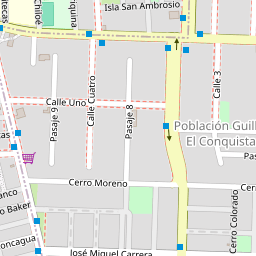 Isla San Ambrosio
Chiloé
Calle Uno
Calle Cuatro
Pasaje 9
Pasaje 8
Calle 3
Población Guill
El Conquista
Cerro Moreno
Cerro Colorado
Baker
José Miguel Carrera